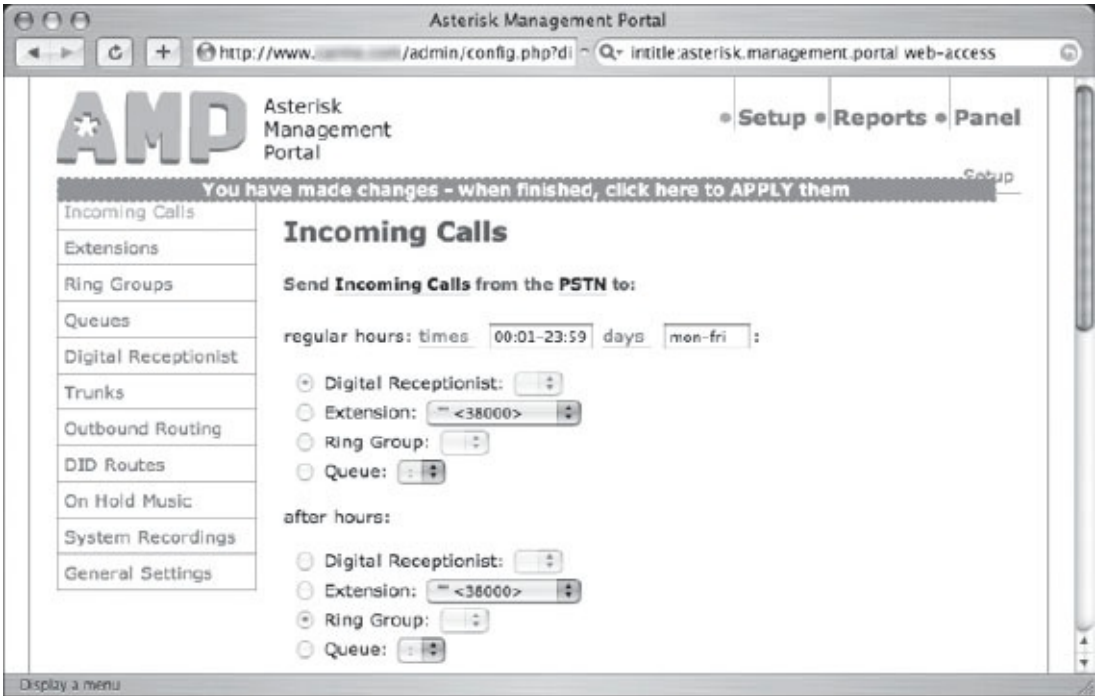 Asterisk Management Portal
http://www. /admin/config.php?di
intitle:asterisk.management.portal web-access
AMP
Asterisk
Management
Portal
Setup
Reports
Panel
Setup
You have made changes - when finished, click here to APPLY them
Incoming Calls
Extensions
Ring Groups
Queues
Digital Receptionist
Trunks
Outbound Routing
DID Routes
On Hold Music
System Recordings
General Settings
Incoming Calls
Send Incoming Calls from the PSTN to:
regular hours: times 00:01-23:59 days mon-fri :
Digital Receptionist:
Extension: "" <38000>
Ring Group:
Queue: :
after hours:
Digital Receptionist:
Extension: "" <38000>
Ring Group:
Queue: :
Display a menu